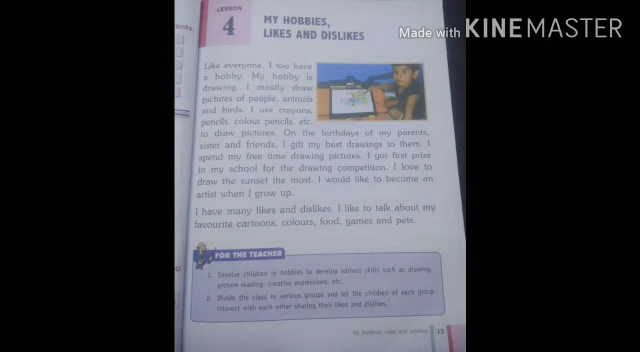 Made with KINEMASTER
LESSON
4
MY HOBBIES,
LIKES AND DISLIKES
Like everyone, I too have
a hobby. My hobby is
drawing. I mostly draw
pictures of people, animals
and birds. I use crayons,
pencils, colour pencils, etc.
to draw pictures. On the birthdays of my parents,
sister and friends, I gift my best drawings to them. I
spend my free time drawing pictures. I got first prize
in my school for the drawing competition. I love to
draw the sunset the most. I would like to become an
artist when I grow up.
I have many likes and dislikes. I like to talk about my
favourite cartoons, colours, food, games and pets.
FOR THE TEACHER
1. Involve children in hobbies to develop various skills such as drawing,
picture reading, creative expressions, etc.
2. Divide the class in various groups and let the children of each group
interact with each other sharing their likes and dislikes.
My Hobbies, Likes and Dislikes 15